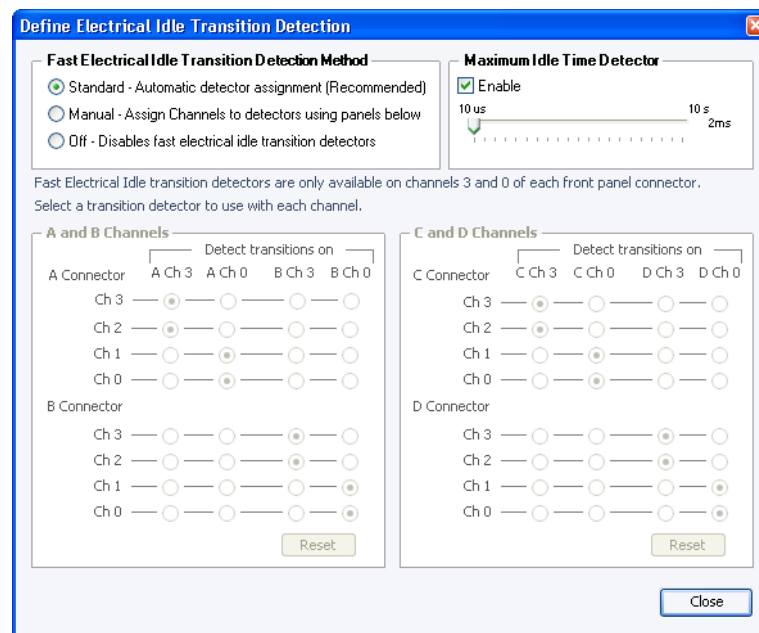 Define Electrical Idle Transition Detection
Fast Electrical Idle Transition Detection Method
Standard - Automatic detector assignment (Recommended)
Manual - Assign Channels to detectors using panels below
Off - Disables fast electrical idle transition detectors
Maximum Idle Time Detector
Enable
10 us 10 s
2ms
Fast Electrical Idle transition detectors are only available on channels 3 and 0 of each front panel connector.
Select a transition detector to use with each channel.
A and B Channels
Detect transitions on
A Connector A Ch 3 A Ch 0 B Ch 3 B Ch 0
Ch 3
Ch 2
Ch 1
Ch 0
B Connector
Ch 3
Ch 2
Ch 1
Ch 0
Reset
C and D Channels
Detect transitions on
C Connector C Ch 3 C Ch 0 D Ch 3 D Ch 0
Ch 3
Ch 2
Ch 1
Ch 0
D Connector
Ch 3
Ch 2
Ch 1
Ch 0
Reset
Close